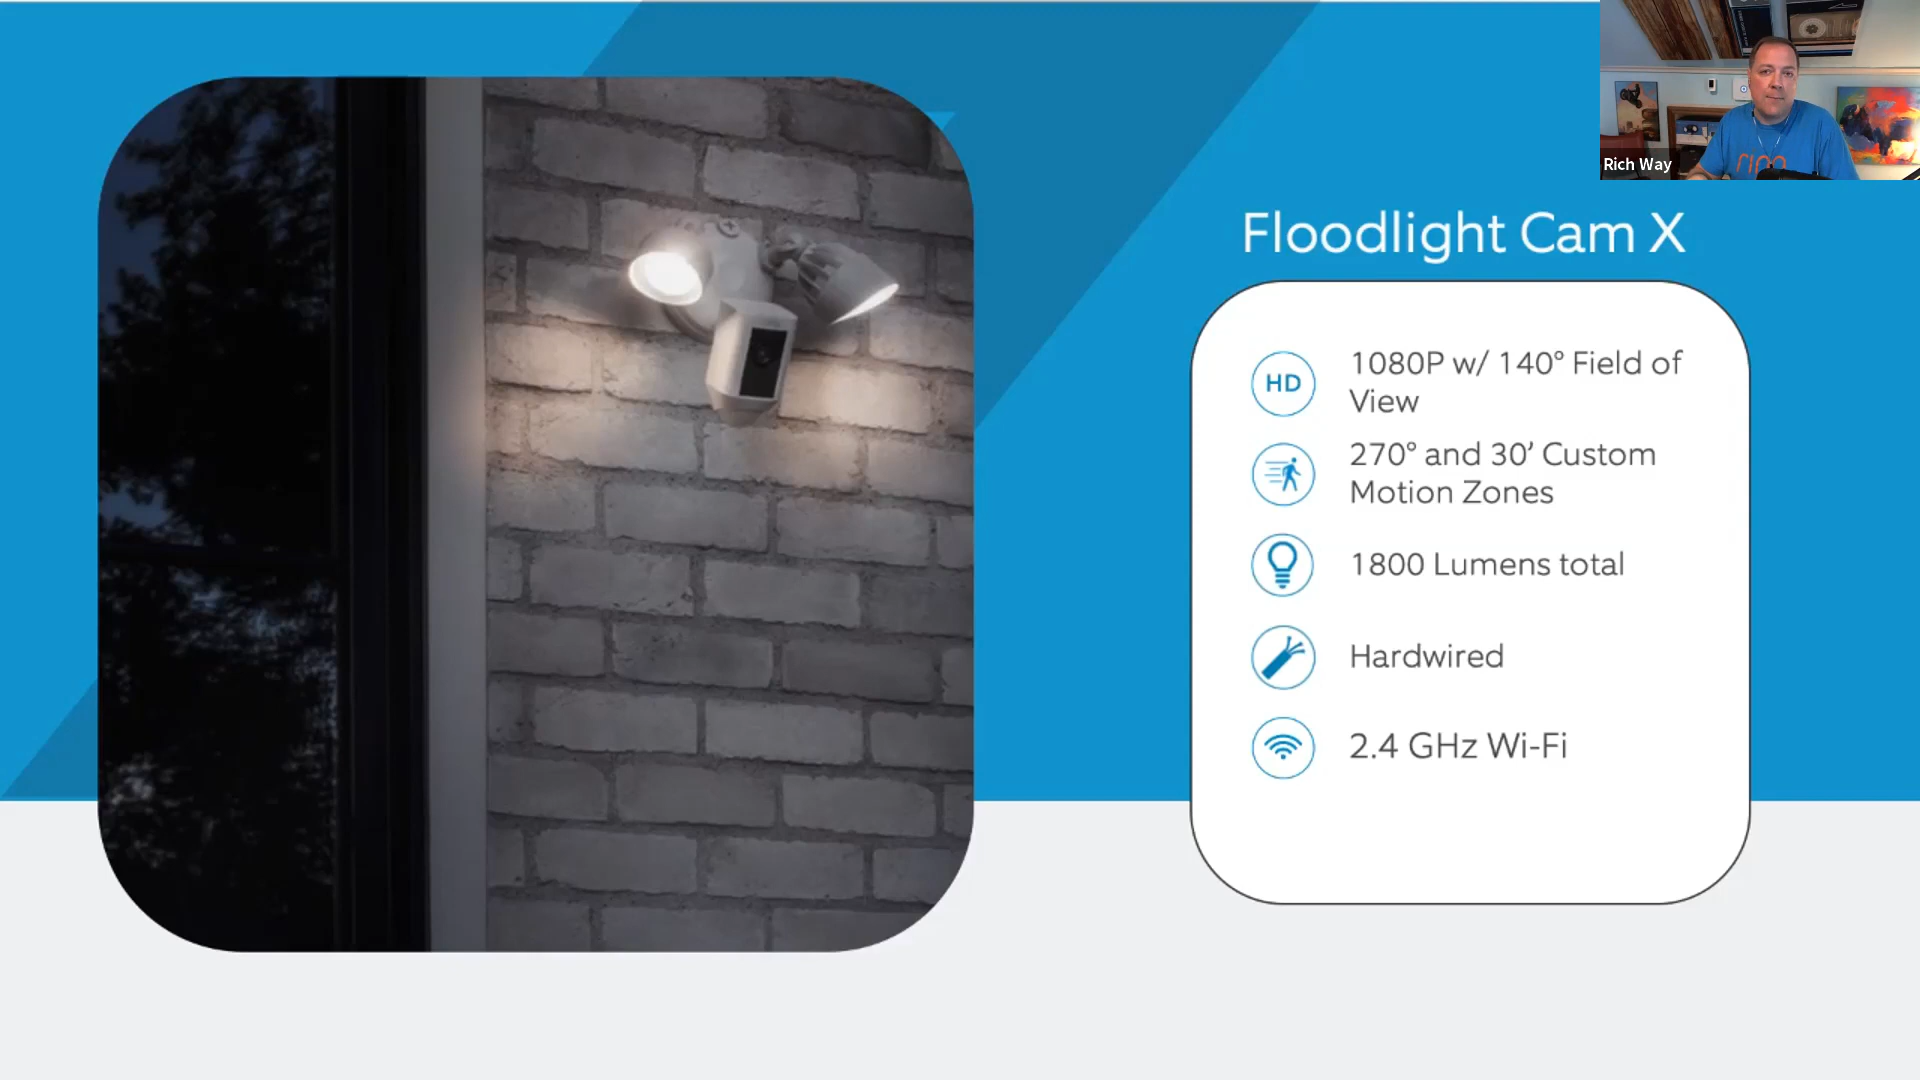 Rich Way
ring
Floodlight Cam X
HD
1080P w/ 140° Field of
View
270° and 30’ Custom
Motion Zones
1800 Lumens total
Hardwired
2.4 GHz Wi-Fi